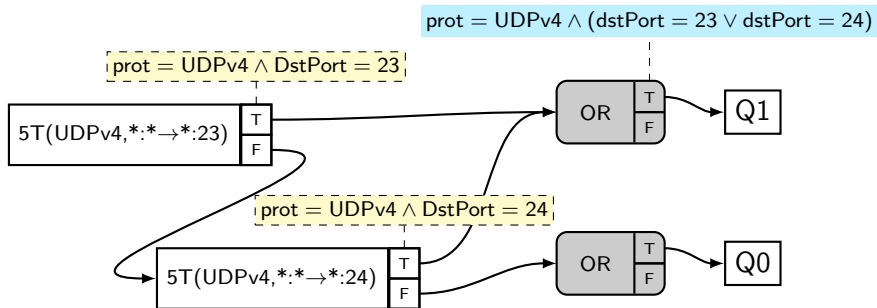 prot = UDPv4 ∧ (dstPort = 23 ∨ dstPort = 24)
prot = UDPv4 ∧ DstPort = 23
5T(UDPv4,*:*→*:23)
T
F
OR
T
F
Q1
prot = UDPv4 ∧ DstPort = 24
5T(UDPv4,*:*→*:24)
T
F
OR
T
F
Q0